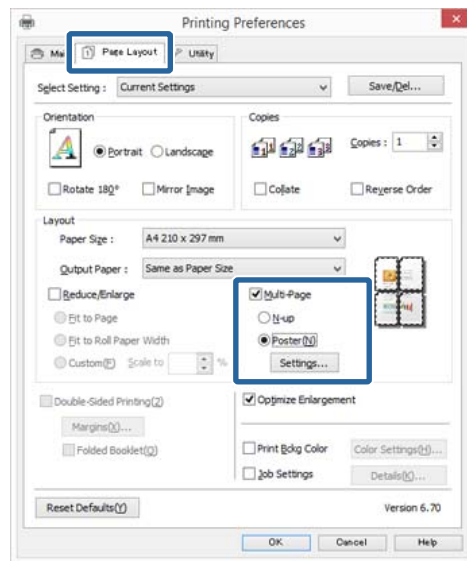 Printing Preferences
Page Layout
Utility
Select Setting : Current Settings
Save/Del...
Orientation
Portrait
Landscape
Rotate 180°
Mirror Image
Copies
Copies : 1
Collate
Reverse Order
Layout
Paper Size : A4 210 x 297 mm
Output Paper : Same as Paper Size
Reduce/Enlarge
Fit to Page
Fit to Roll Paper Width
Custom(F) Scale to %
Multi-Page
N-up
Poster(N)
Settings...
Double-Sided Printing(2)
Margins(X)...
Folded Booklet(Q)
Optimize Enlargement
Print Bckg Color
Color Settings(H)...
Job Settings
Details(K)...
Reset Defaults(Y)
Version 6.70
OK
Cancel
Help